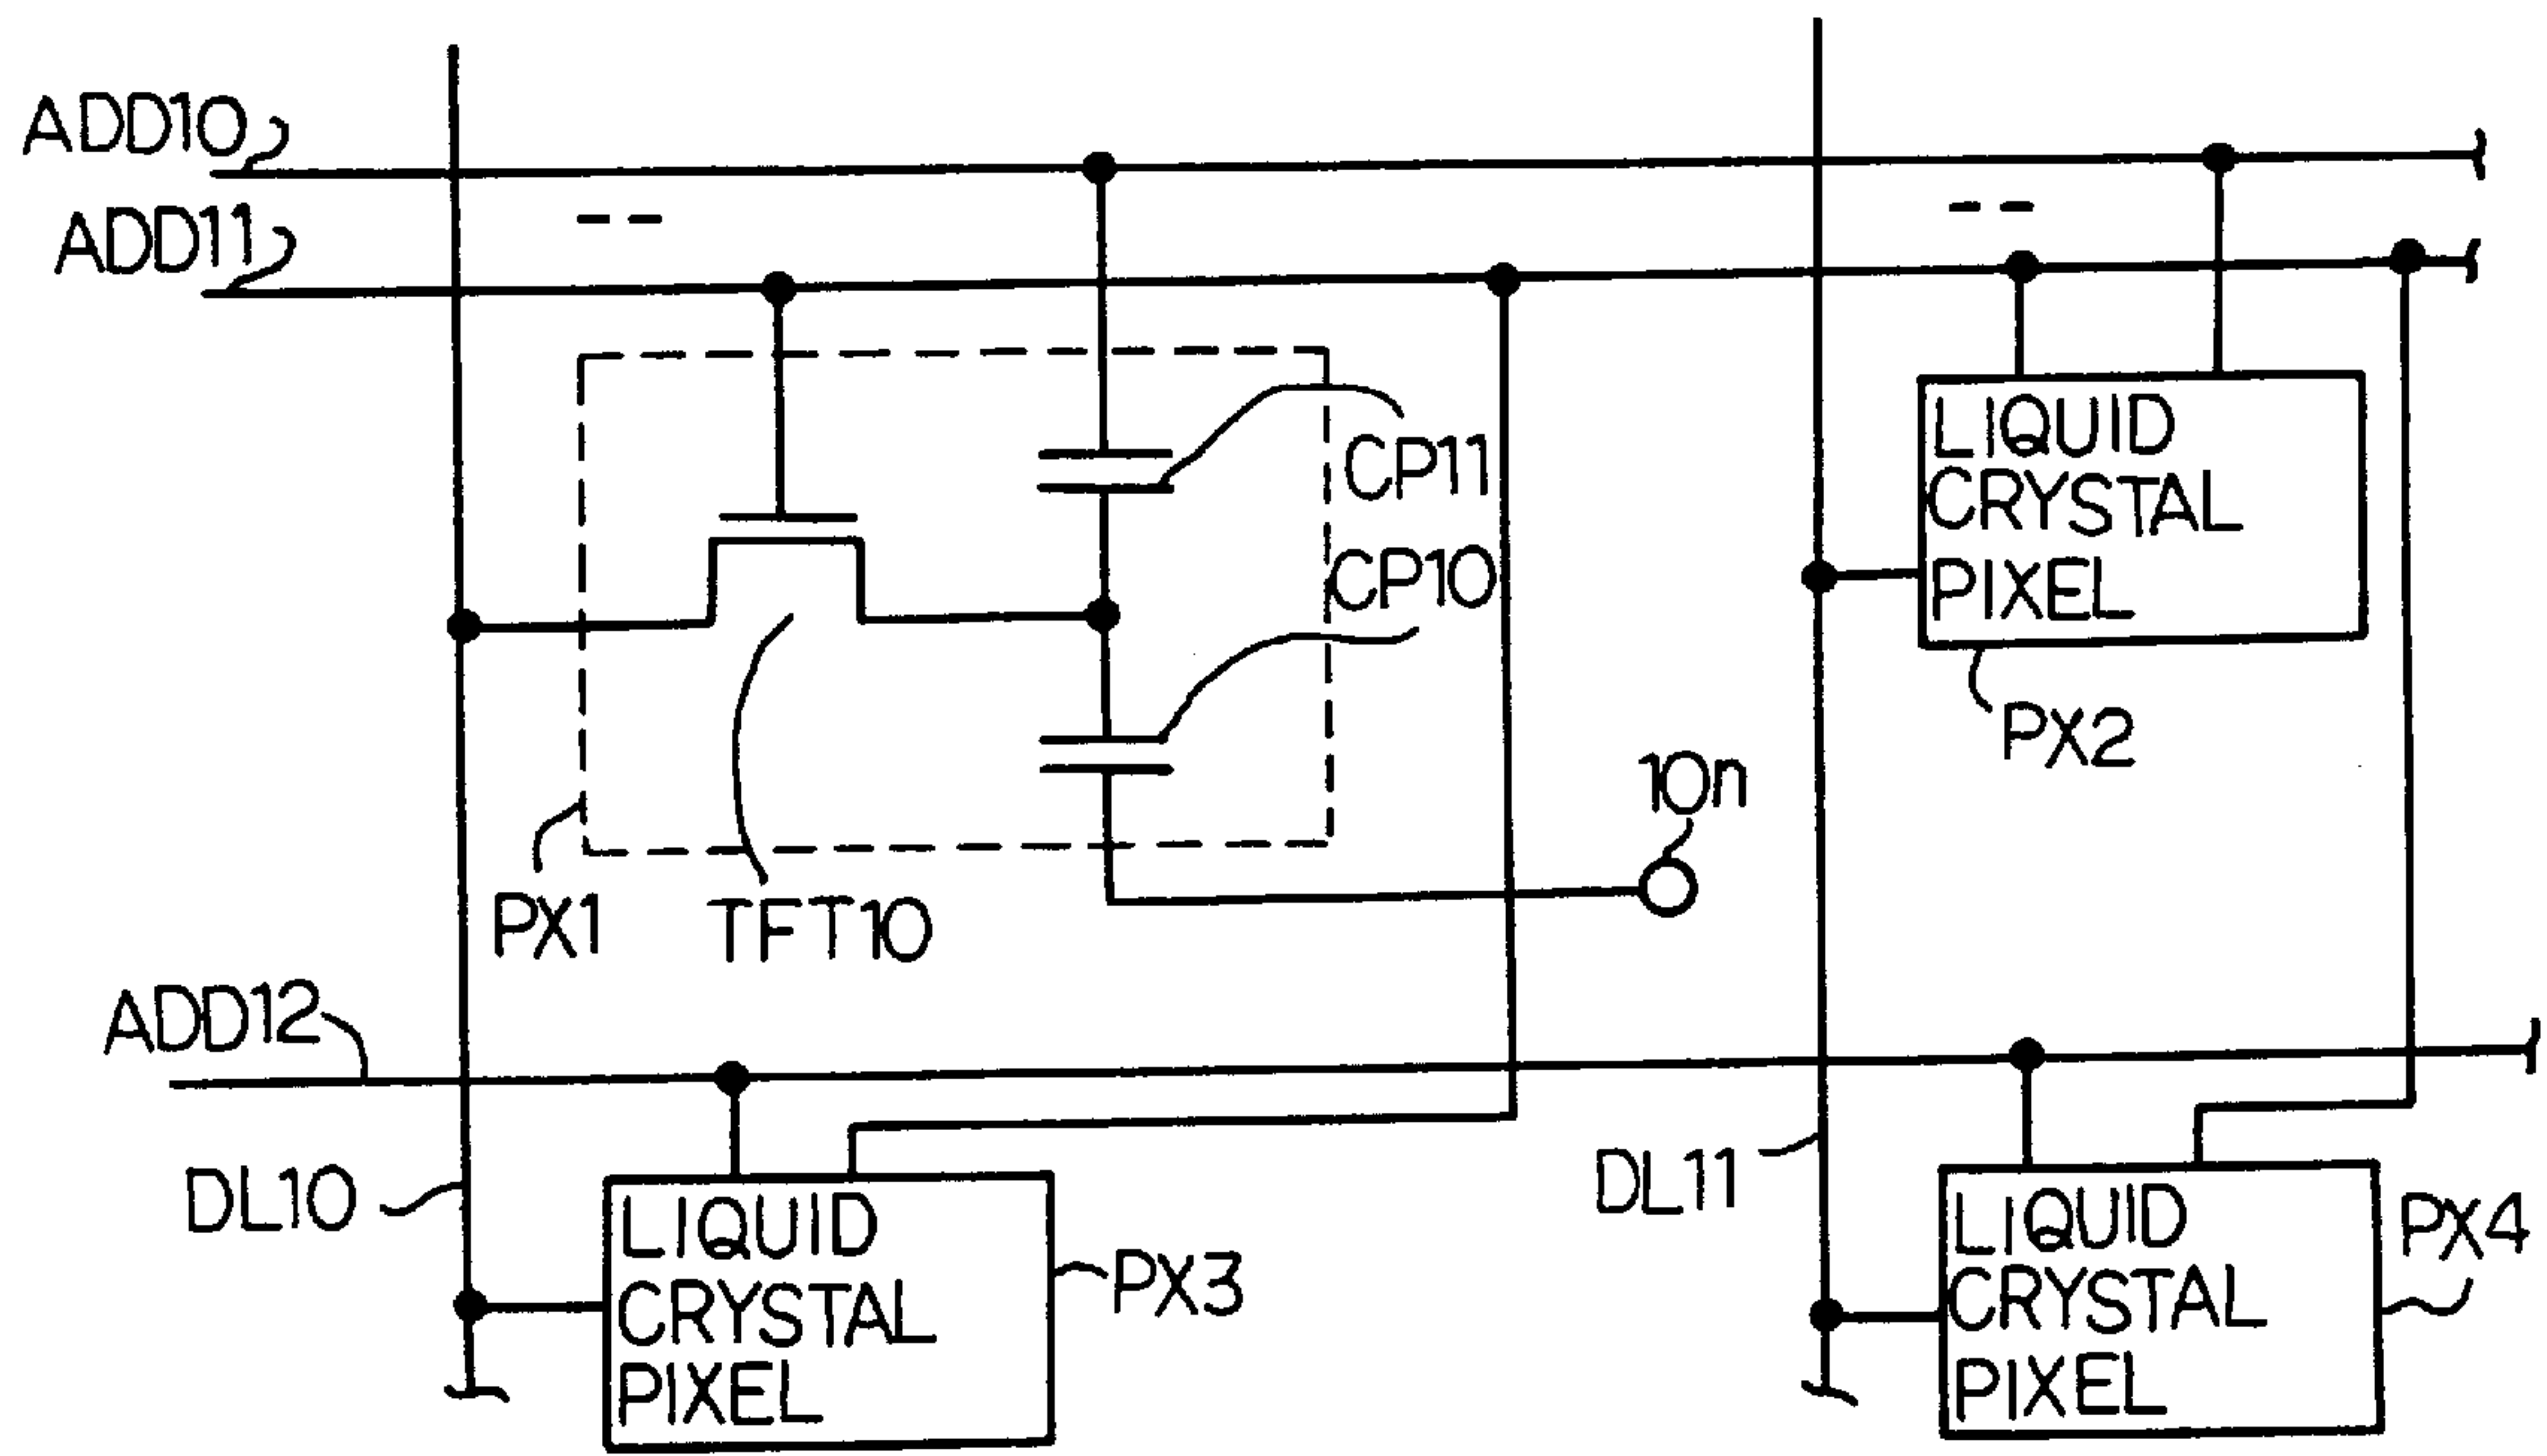 ADD10
ADD11
CP11
CP10
LIQUID
CRYSTAL
PIXEL
PX2
10n
PX1
TFT10
ADD12
DL10
LIQUID
CRYSTAL
PIXEL
PX3
DL11
LIQUID
CRYSTAL
PIXEL
PX4